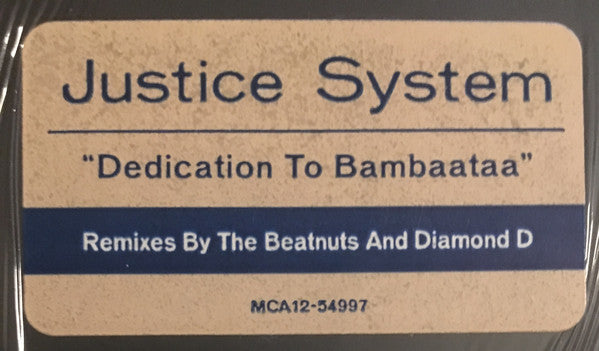 Justice System
“Dedication To Bambaataa”
Remixes By The Beatnuts And Diamond D
MCA12-54997